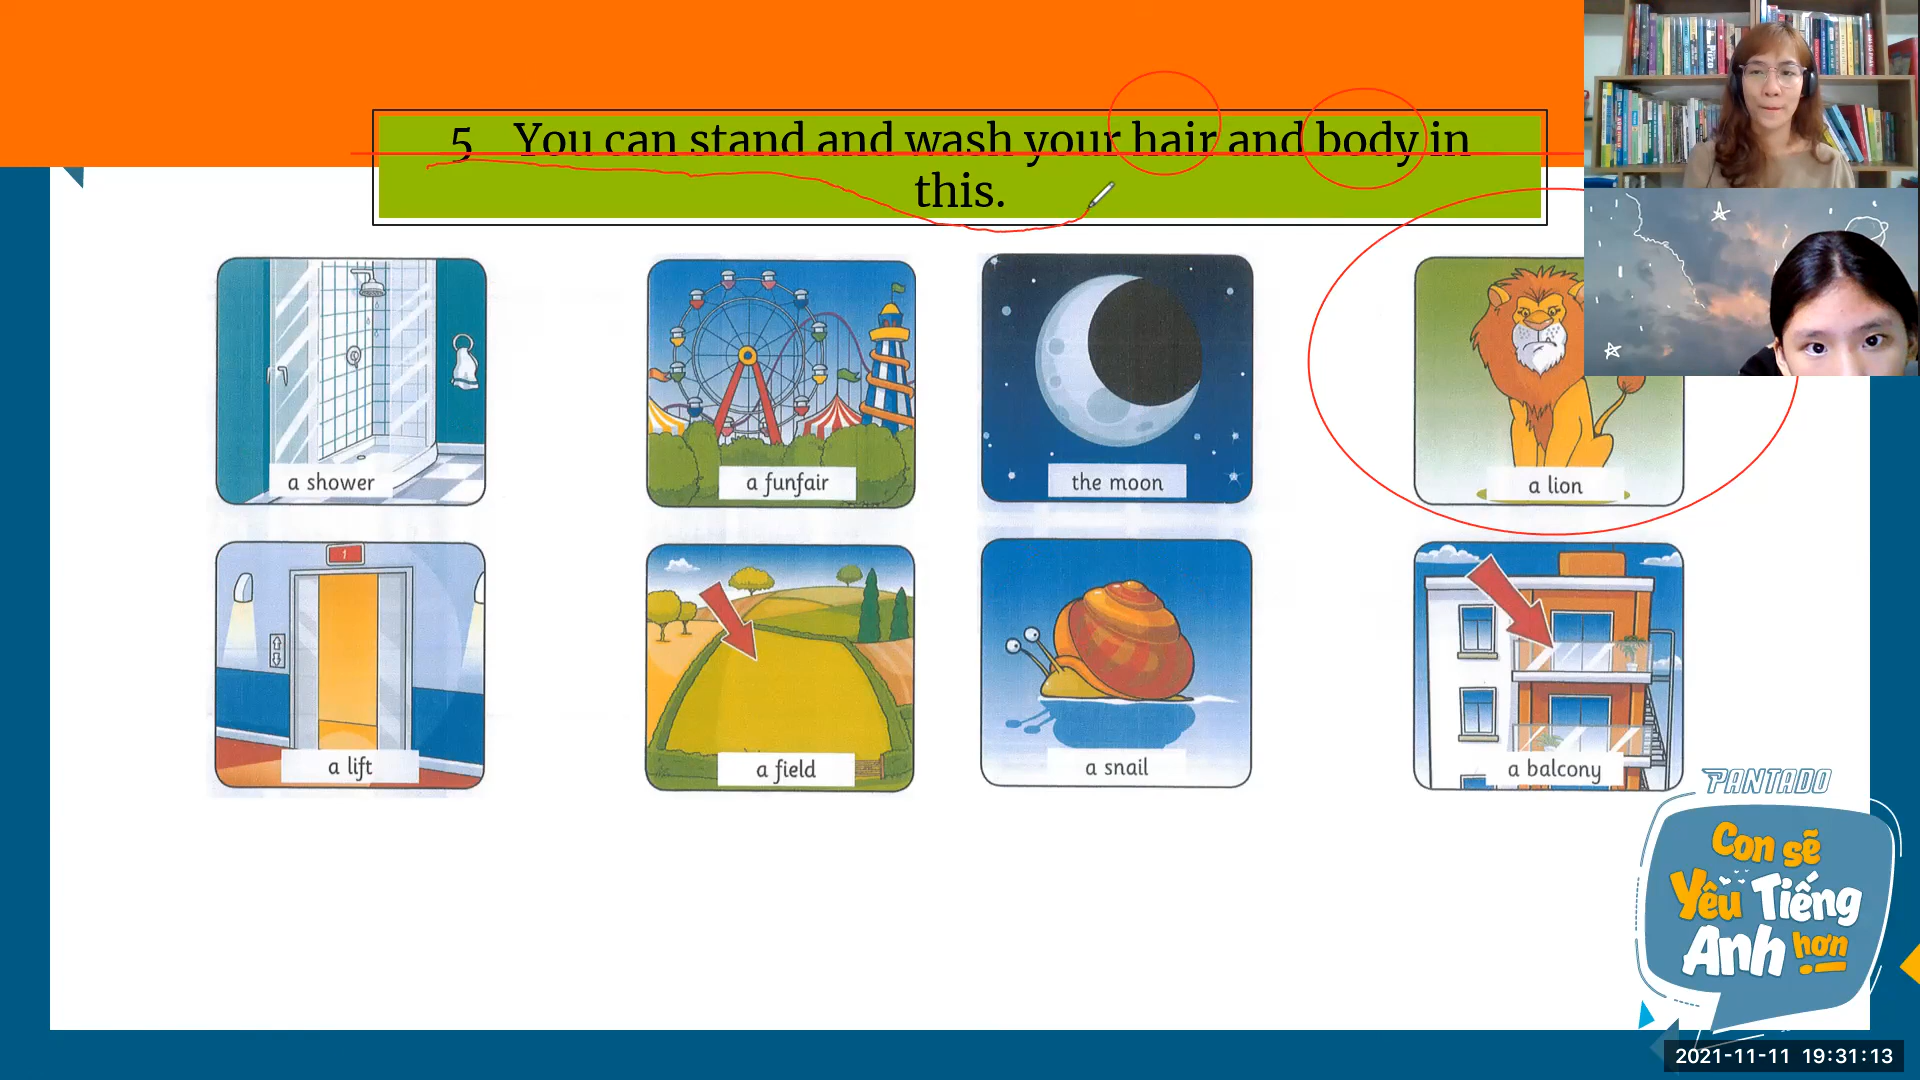 5 You can stand and wash your hair and body in
this.
a shower
a funfair
the moon
a lion
1
a lift
a field
a snail
a balcony
PANTADO
Con sẽ
Yêu Tiếng
Anh hơn
2021-11-11 19:31:13